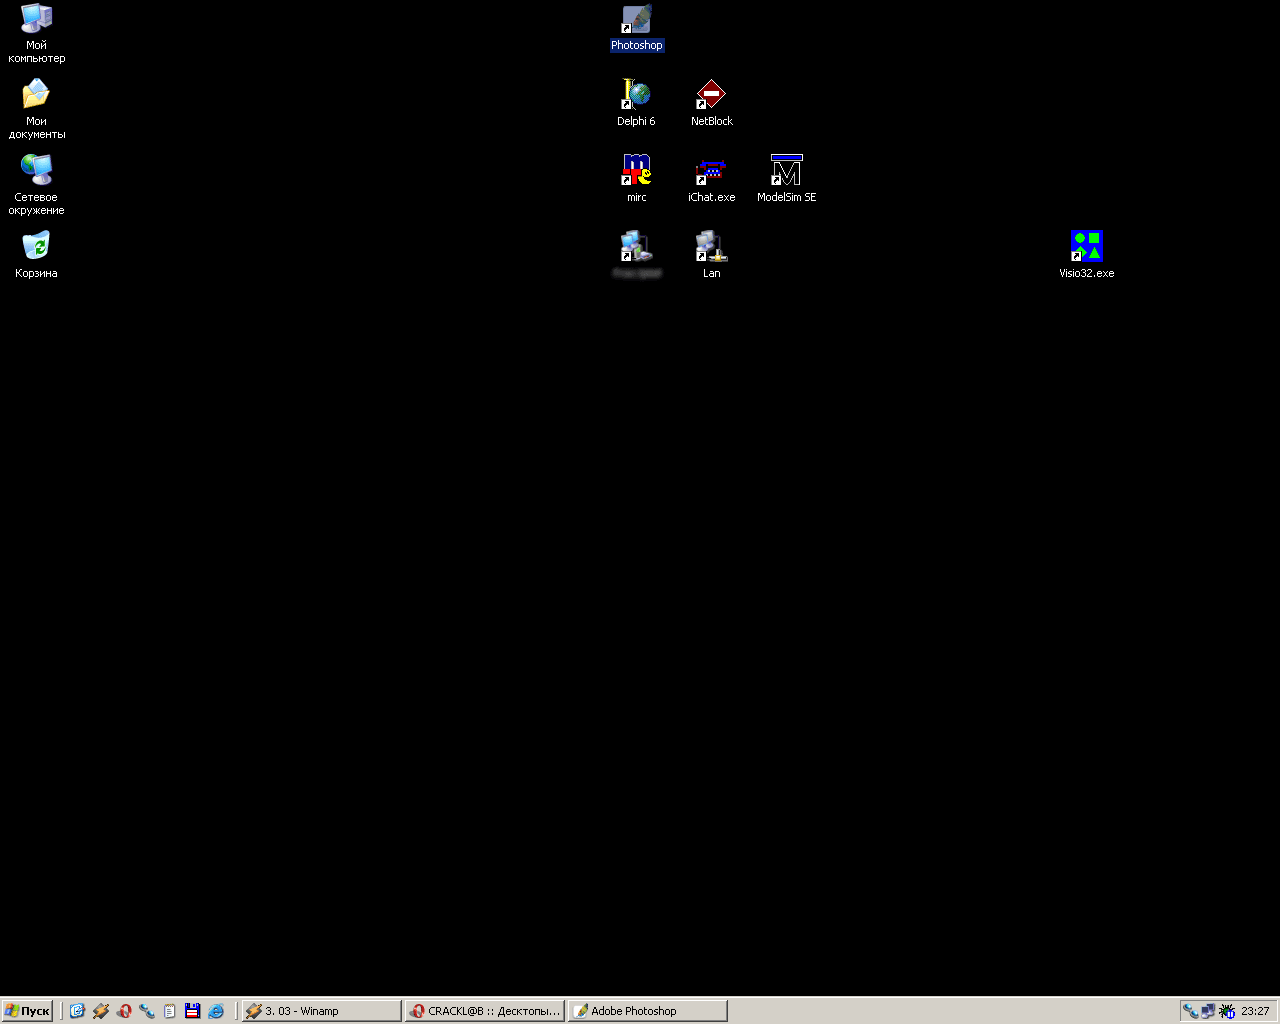 Мой
компьютер
Photoshop
Мои
документы
Delphi 6
NetBlock
Сетевое
окружение
mirc
iChat.exe
ModelSim SE
Корзина
Lan
Visio32.exe
Пуск
3. 03 - Winamp
CRACKL@B :: Десктопы...
Adobe Photoshop
23:27